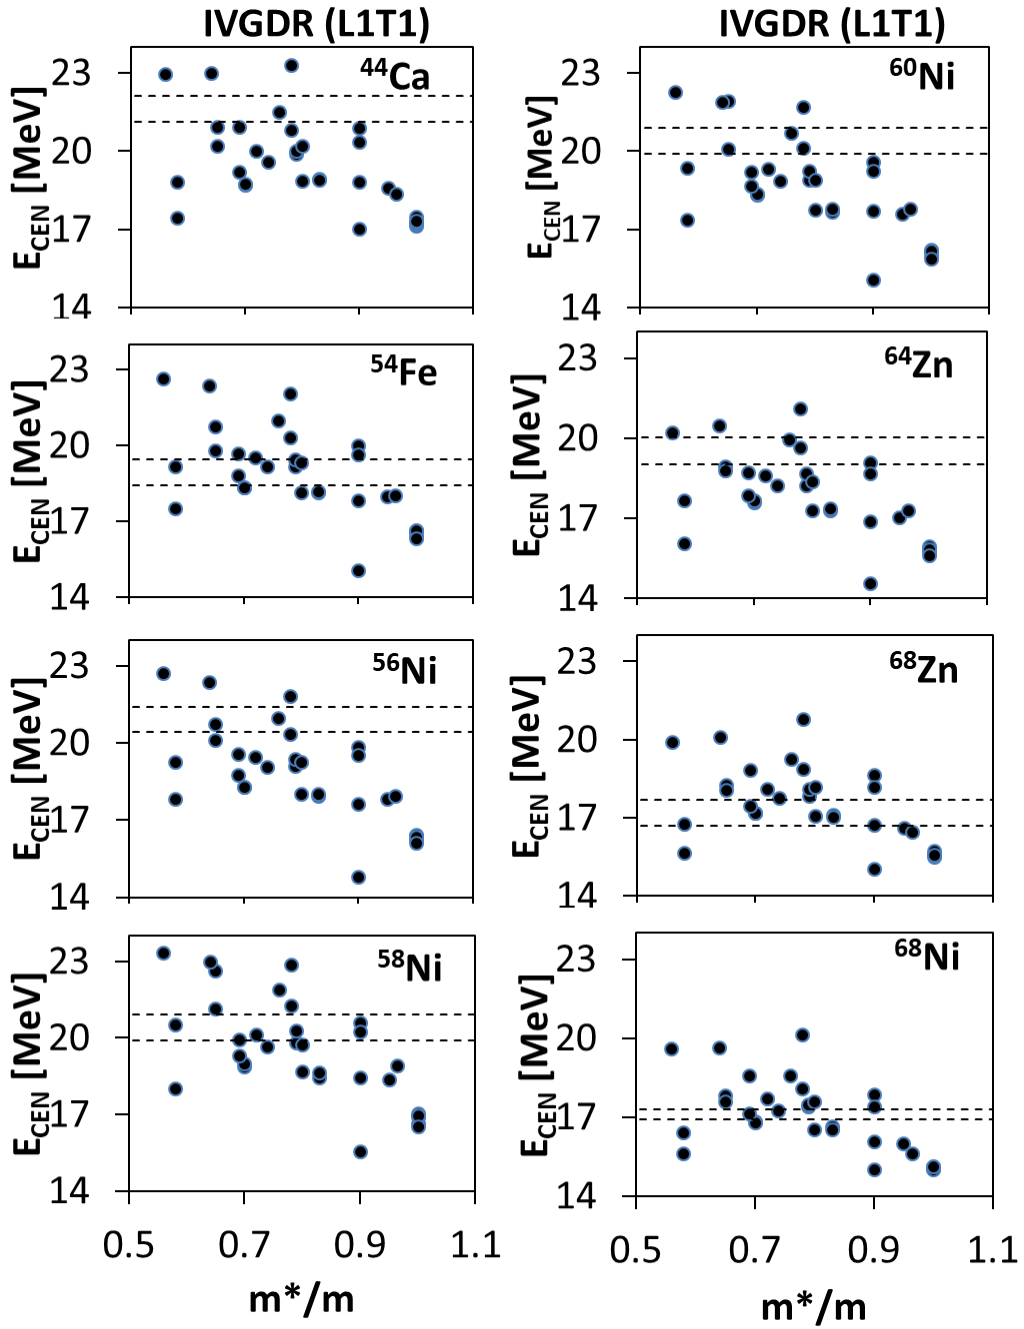 IVGDR (L1T1)
E_CEN [MeV]
23
20
17
14
⁴⁴Ca
E_CEN [MeV]
23
20
17
14
⁵⁴Fe
E_CEN [MeV]
23
20
17
14
⁵⁶Ni
E_CEN [MeV]
23
20
17
14
⁵⁸Ni
0.5 0.7 0.9 1.1
m*/m
IVGDR (L1T1)
E_CEN [MeV]
23
20
17
14
⁶⁰Ni
E_CEN [MeV]
23
20
17
14
⁶⁴Zn
E_CEN [MeV]
23
20
17
14
⁶⁸Zn
E_CEN [MeV]
23
20
17
14
⁶⁸Ni
0.5 0.7 0.9 1.1
m*/m